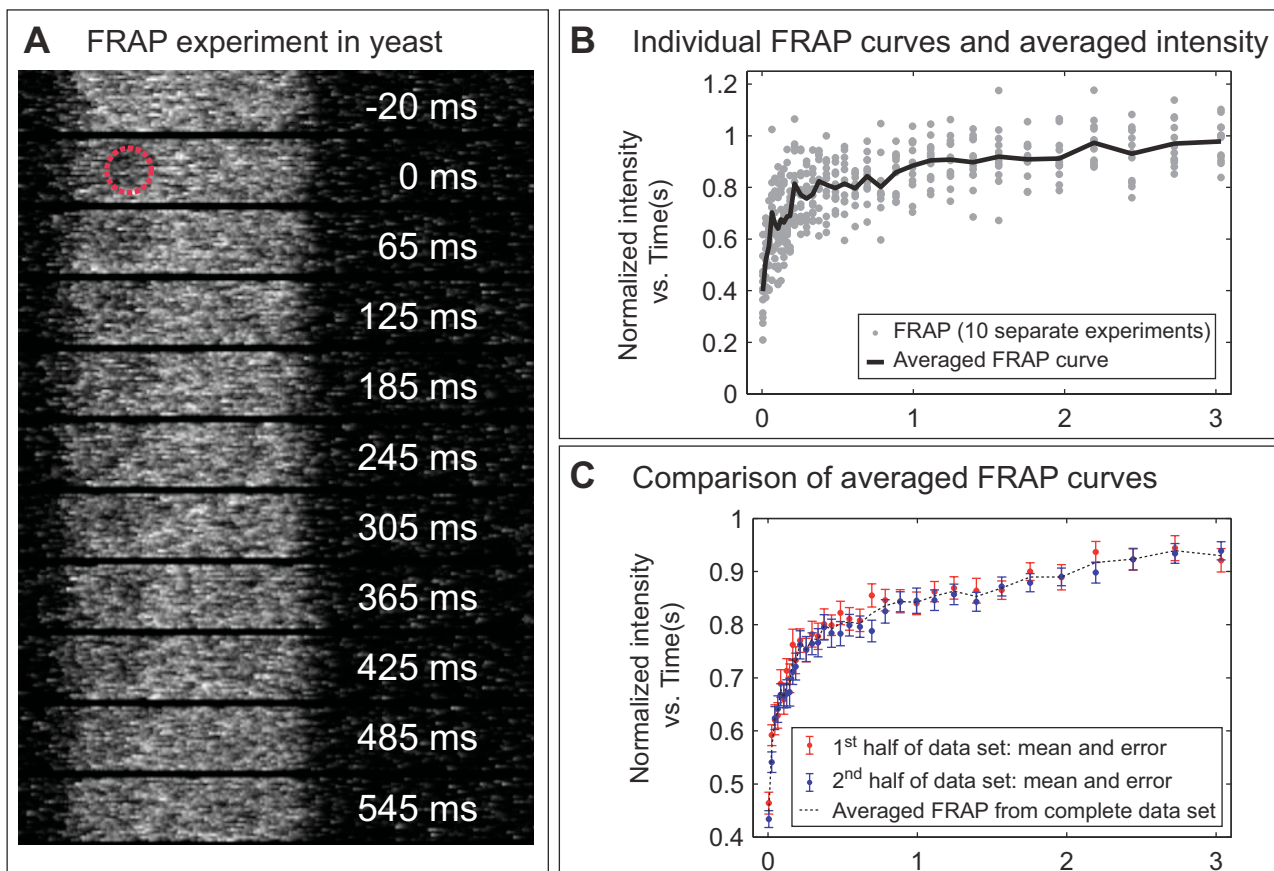 A FRAP experiment in yeast
-20 ms
0 ms
65 ms
125 ms
185 ms
245 ms
305 ms
365 ms
425 ms
485 ms
545 ms
B Individual FRAP curves and averaged intensity
Normalized intensity
vs. Time(s)
1.2
1
0.8
0.6
0.4
0.2
0
FRAP (10 separate experiments)
Averaged FRAP curve
0 1 2 3
C Comparison of averaged FRAP curves
Normalized intensity
vs. Time(s)
1
0.9
0.8
0.7
0.6
0.5
0.4
1st half of data set: mean and error
2nd half of data set: mean and error
Averaged FRAP from complete data set
0 1 2 3